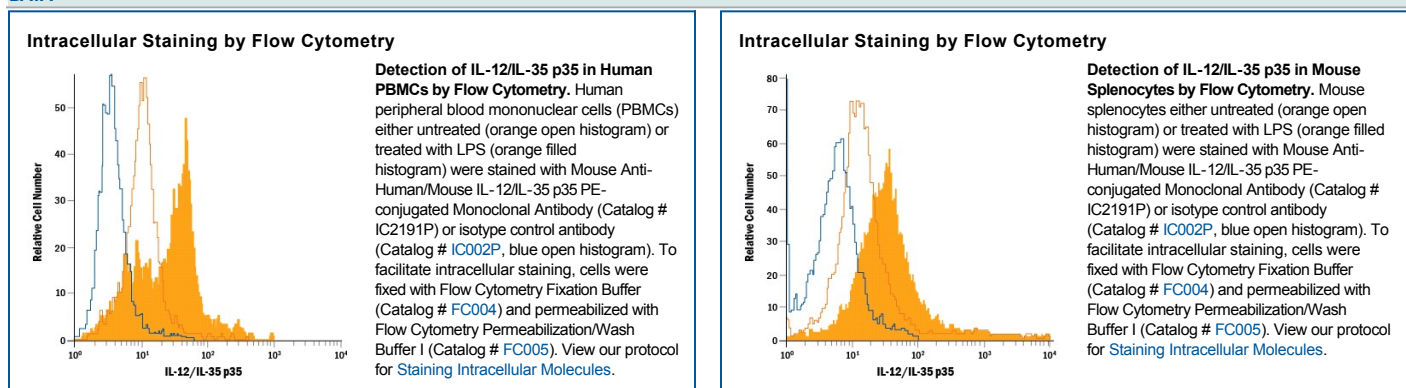 Intracellular Staining by Flow Cytometry
Detection of IL-12/IL-35 p35 in Human
PBMCs by Flow Cytometry. Human
peripheral blood mononuclear cells (PBMCs)
either untreated (orange open histogram) or
treated with LPS (orange filled
histogram) were stained with Mouse Anti-
Human/Mouse IL-12/IL-35 p35 PE-
conjugated Monoclonal Antibody (Catalog #
IC2191P) or isotype control antibody
(Catalog # IC002P, blue open histogram). To
facilitate intracellular staining, cells were
fixed with Flow Cytometry Fixation Buffer
(Catalog # FC004) and permeabilized with
Flow Cytometry Permeabilization/Wash
Buffer I (Catalog # FC005). View our protocol
for Staining Intracellular Molecules.
Relative Cell Number
50
40
30
20
10
0
10⁰ 10¹ 10² 10³ 10⁴
IL-12/IL-35 p35
Intracellular Staining by Flow Cytometry
Detection of IL-12/IL-35 p35 in Mouse
Splenocytes by Flow Cytometry. Mouse
splenocytes either untreated (orange open
histogram) or treated with LPS (orange filled
histogram) were stained with Mouse Anti-
Human/Mouse IL-12/IL-35 p35 PE-
conjugated Monoclonal Antibody (Catalog #
IC2191P) or isotype control antibody
(Catalog # IC002P, blue open histogram). To
facilitate intracellular staining, cells were
fixed with Flow Cytometry Fixation Buffer
(Catalog # FC004) and permeabilized with
Flow Cytometry Permeabilization/Wash
Buffer I (Catalog # FC005). View our protocol
for Staining Intracellular Molecules.
Relative Cell Number
80
70
60
50
40
30
20
10
0
10⁰ 10¹ 10² 10³ 10⁴
IL-12/IL-35 p35